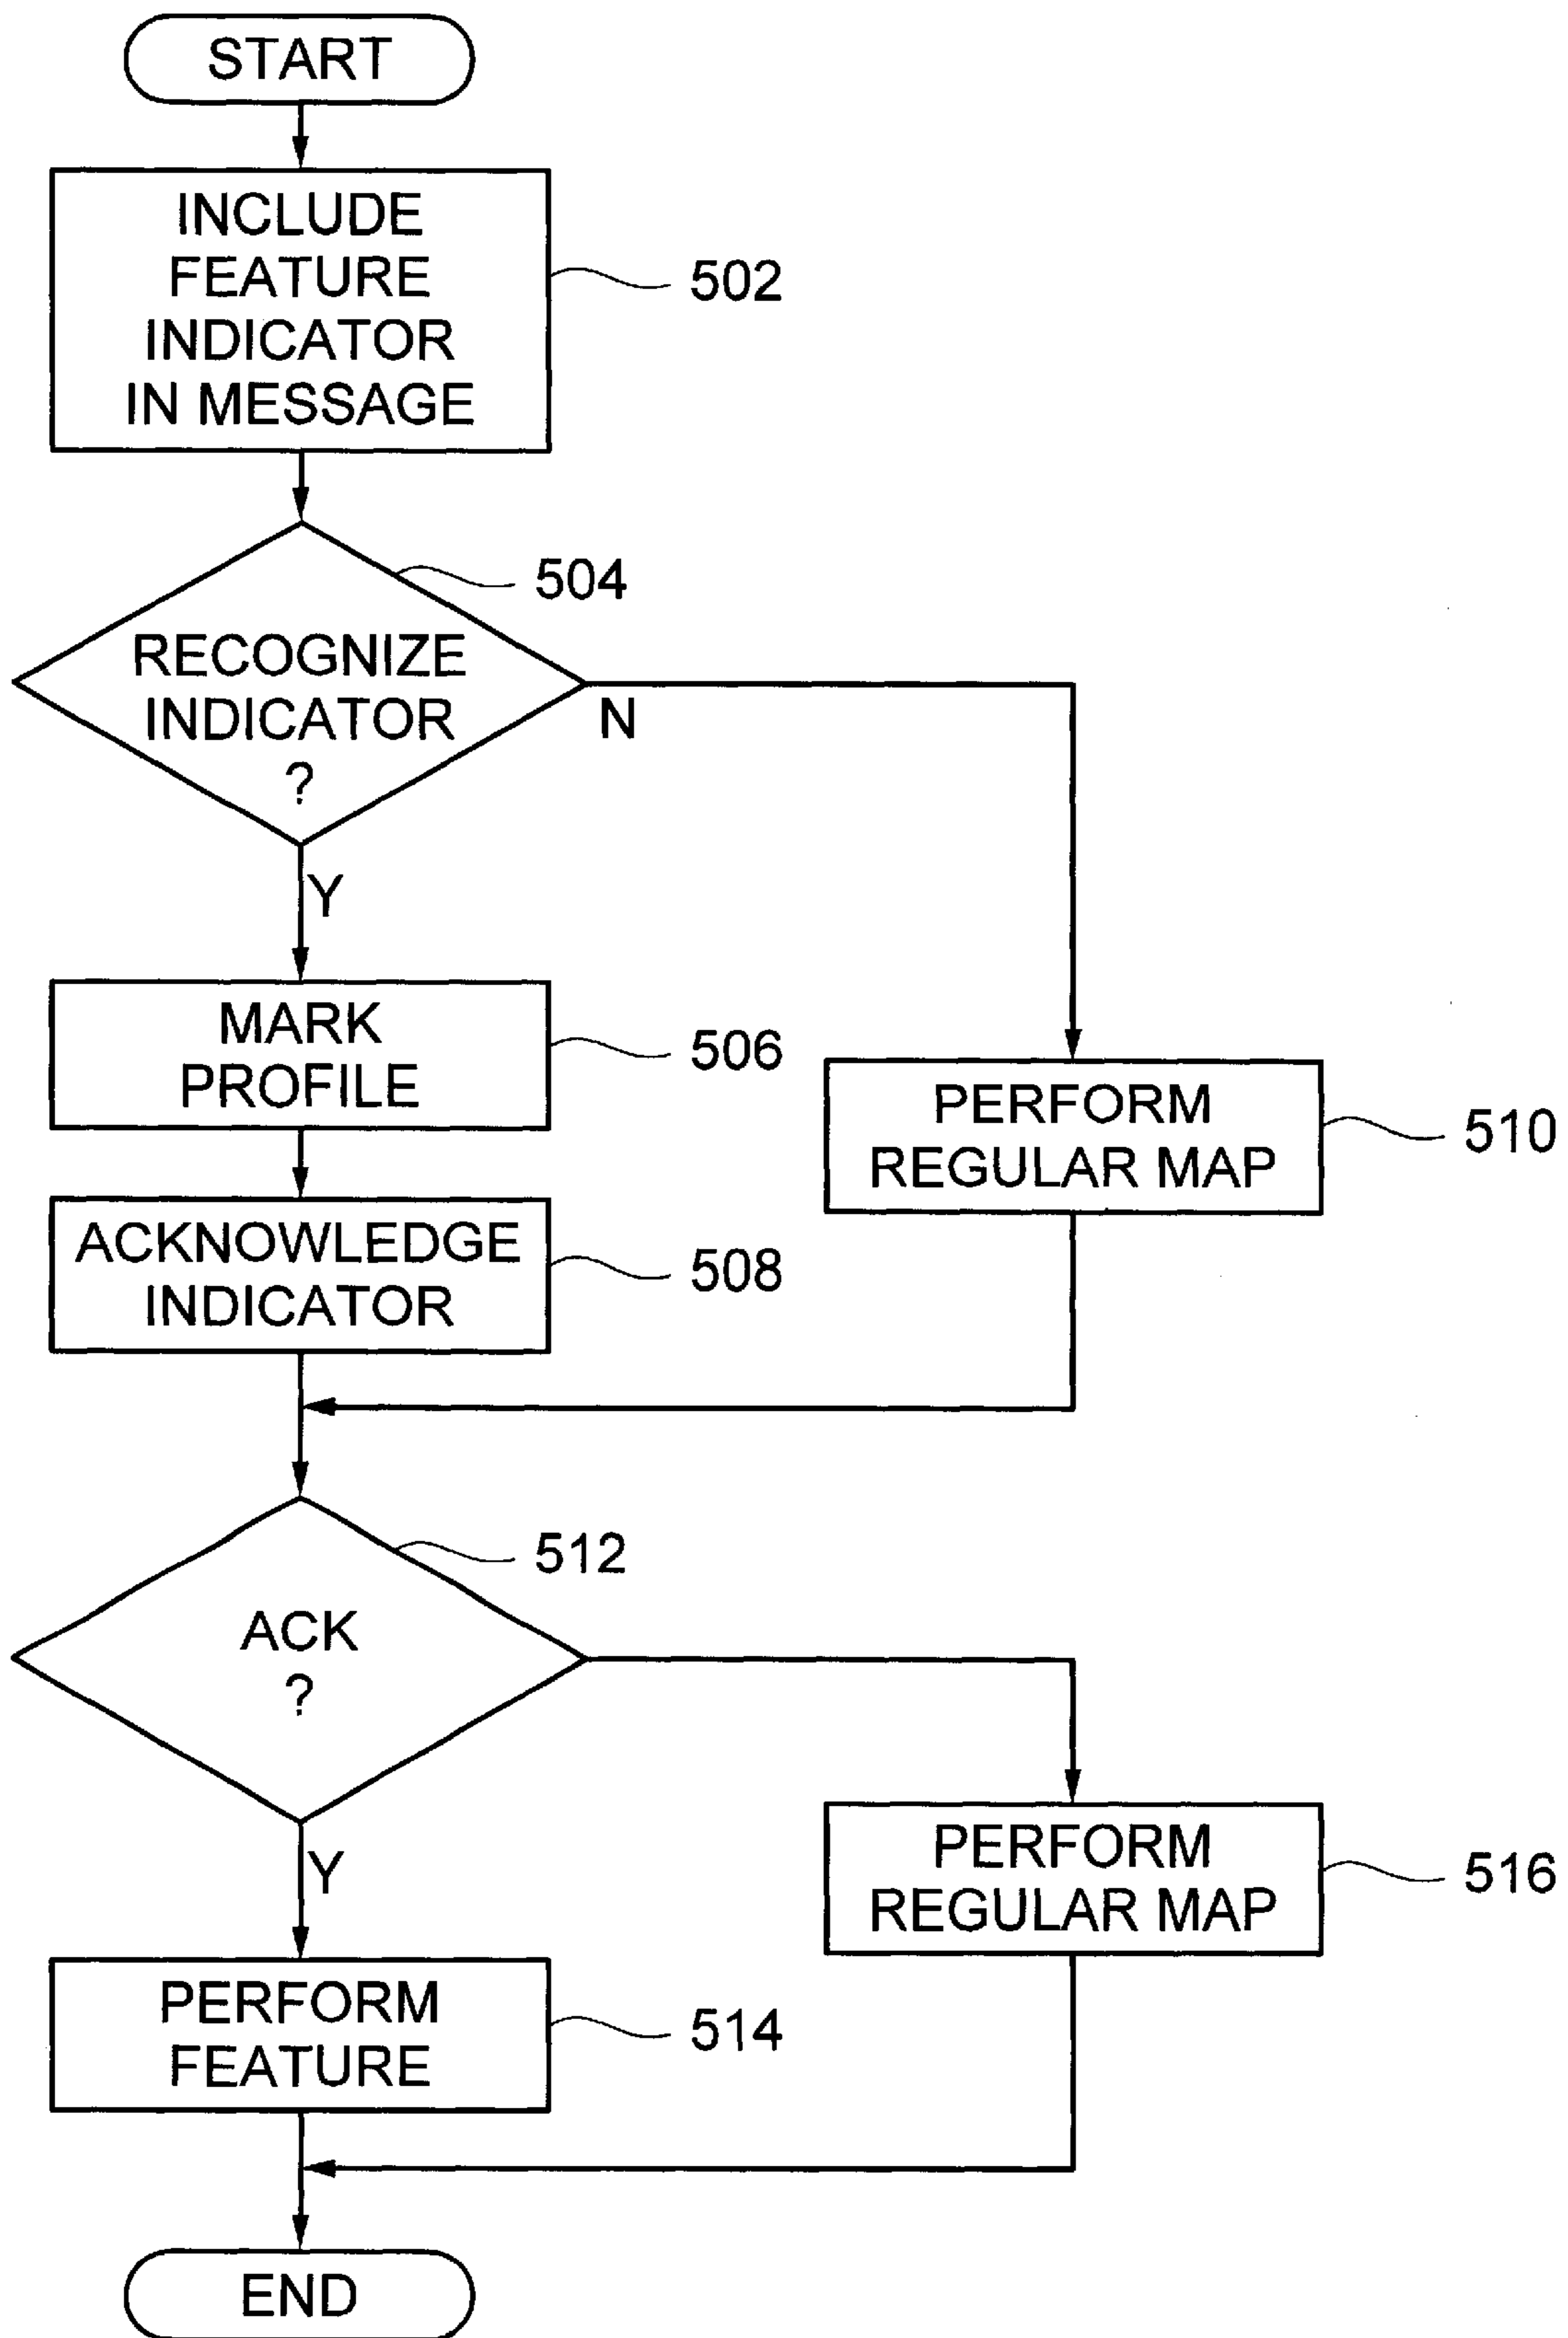 START
INCLUDE
FEATURE
INDICATOR
IN MESSAGE
502
504
RECOGNIZE
INDICATOR
?
N
Y
MARK
PROFILE
506
PERFORM
REGULAR MAP
510
ACKNOWLEDGE
INDICATOR
508
512
ACK
?
Y
PERFORM
REGULAR MAP
516
PERFORM
FEATURE
514
END